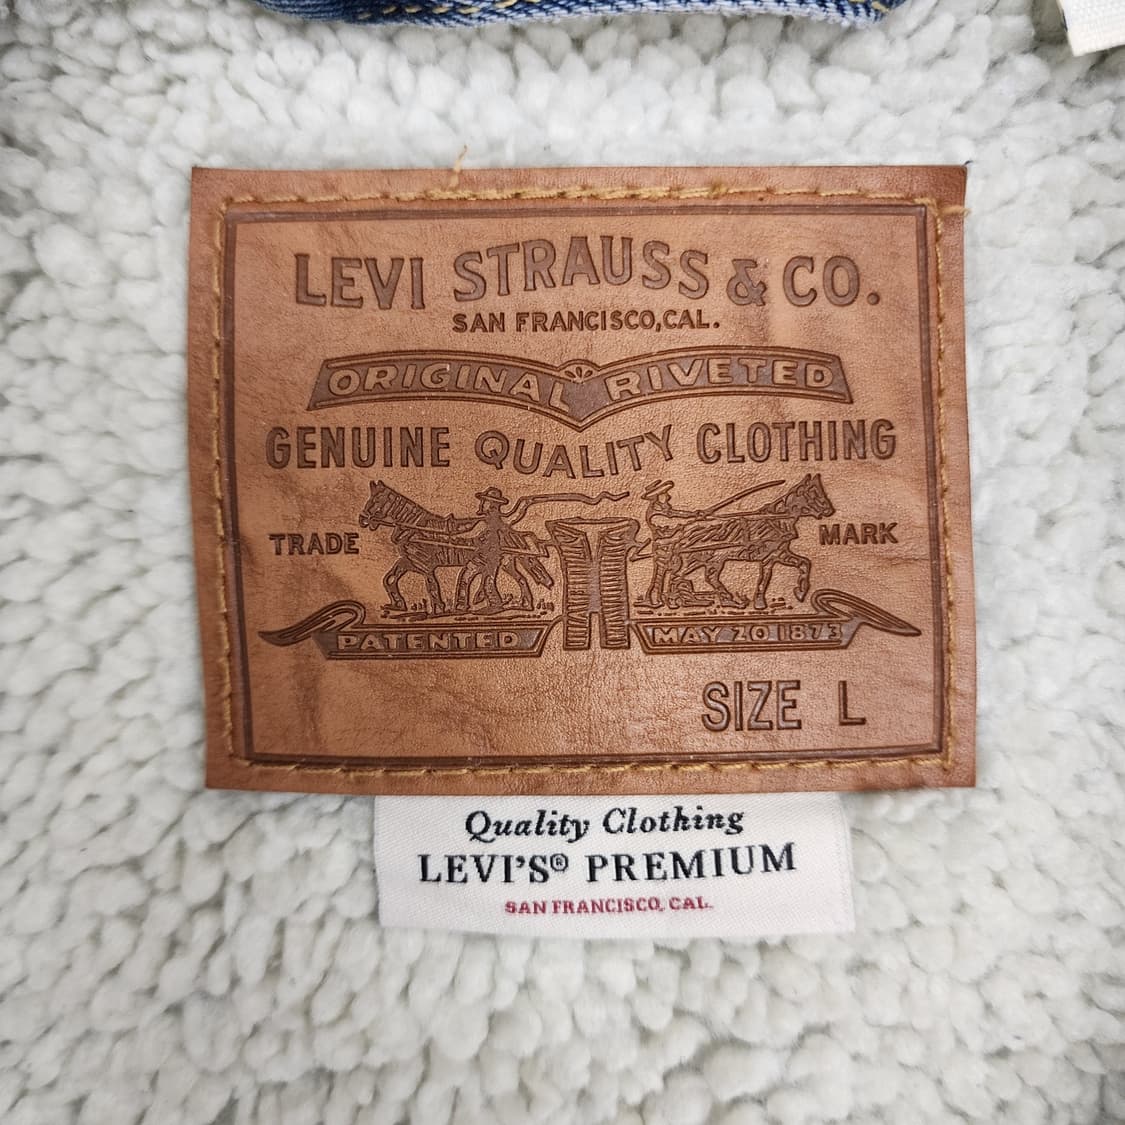 LEVI STRAUSS & CO.
SAN FRANCISCO, CAL.
ORIGINAL RIVETED
GENUINE QUALITY CLOTHING
TRADE MARK
PATENTED MAY 20 1873
SIZE L
Quality Clothing
LEVI'S® PREMIUM
SAN FRANCISCO, CAL.